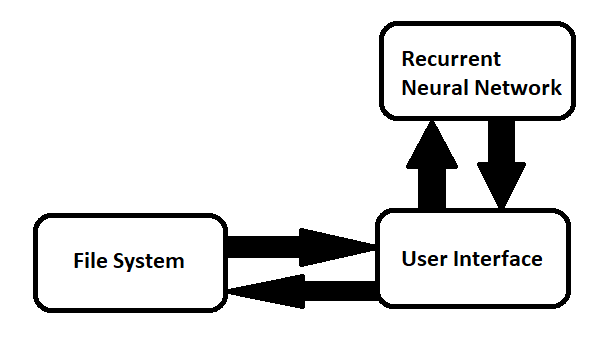 Recurrent
Neural Network
File System
User Interface